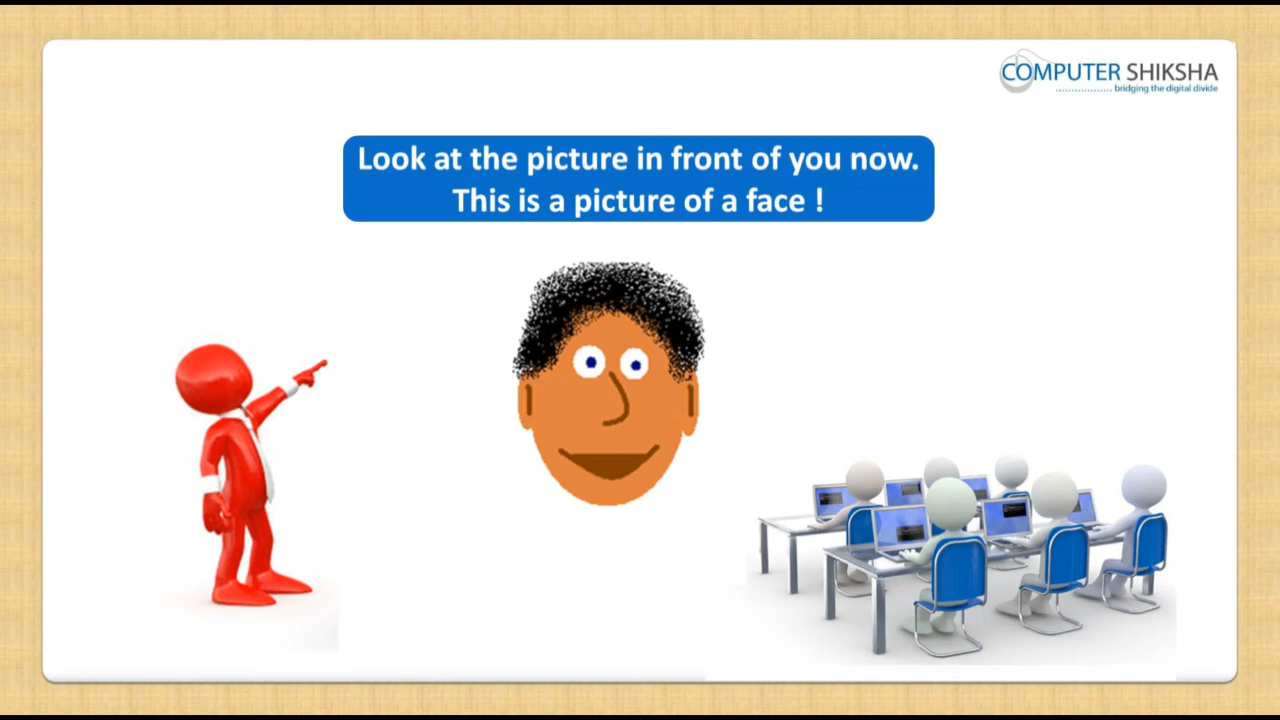 COMPUTER SHIKSHA
bridging the digital divide
Look at the picture in front of you now.
This is a picture of a face !